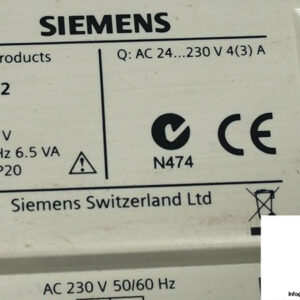 SIEMENS
roducts
Q: AC 24...230 V 4(3) A
2
V
Hz 6.5 VA
P20
N474
CE
Siemens Switzerland Ltd
AC 230 V 50/60 Hz